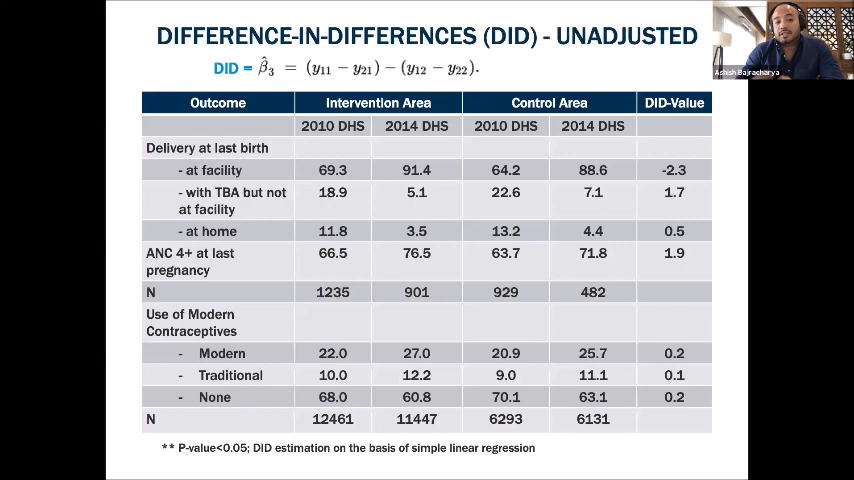 DIFFERENCE-IN-DIFFERENCES (DID) - UNADJUSTED
DID = β̂₃ = (y₁₁ − y₂₁) − (y₁₂ − y₂₂).
Ashish Bajracharya
Outcome Intervention Area Control Area DID-Value
2010 DHS 2014 DHS 2010 DHS 2014 DHS
Delivery at last birth
- at facility 69.3 91.4 64.2 88.6 -2.3
- with TBA but not at facility 18.9 5.1 22.6 7.1 1.7
- at home 11.8 3.5 13.2 4.4 0.5
ANC 4+ at last pregnancy 66.5 76.5 63.7 71.8 1.9
N 1235 901 929 482
Use of Modern Contraceptives
- Modern 22.0 27.0 20.9 25.7 0.2
- Traditional 10.0 12.2 9.0 11.1 0.1
- None 68.0 60.8 70.1 63.1 0.2
N 12461 11447 6293 6131
** P-value<0.05; DID estimation on the basis of simple linear regression